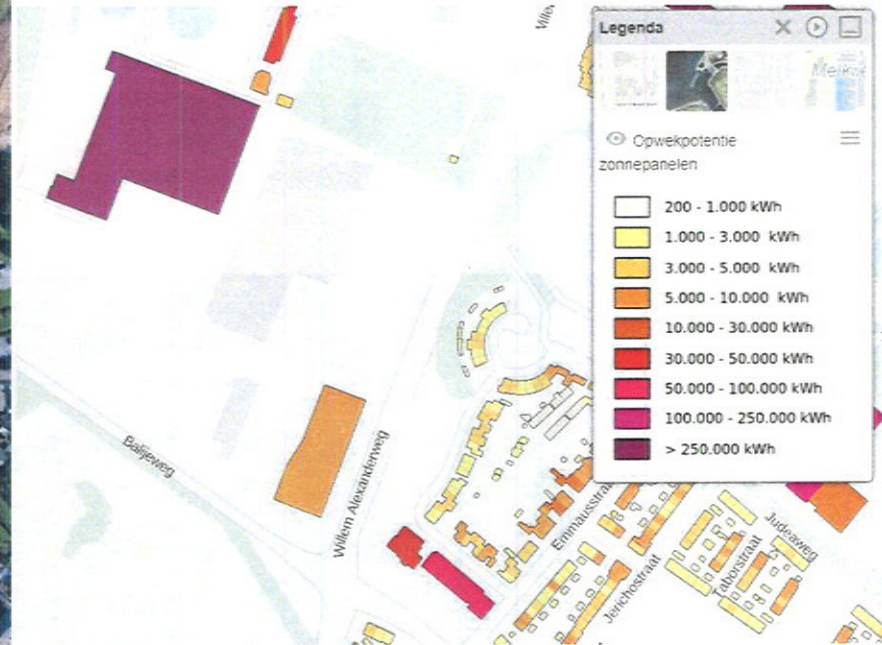 Legenda
Opwekpotentie
zonnepanelen
200 - 1.000 kWh
1.000 - 3.000 kWh
3.000 - 5.000 kWh
5.000 - 10.000 kWh
10.000 - 30.000 kWh
30.000 - 50.000 kWh
50.000 - 100.000 kWh
100.000 - 250.000 kWh
> 250.000 kWh
Balijeweg
Willem Alexanderweg
Emmausstraat
Jerichostraat
Taborstraat
Judeaweg